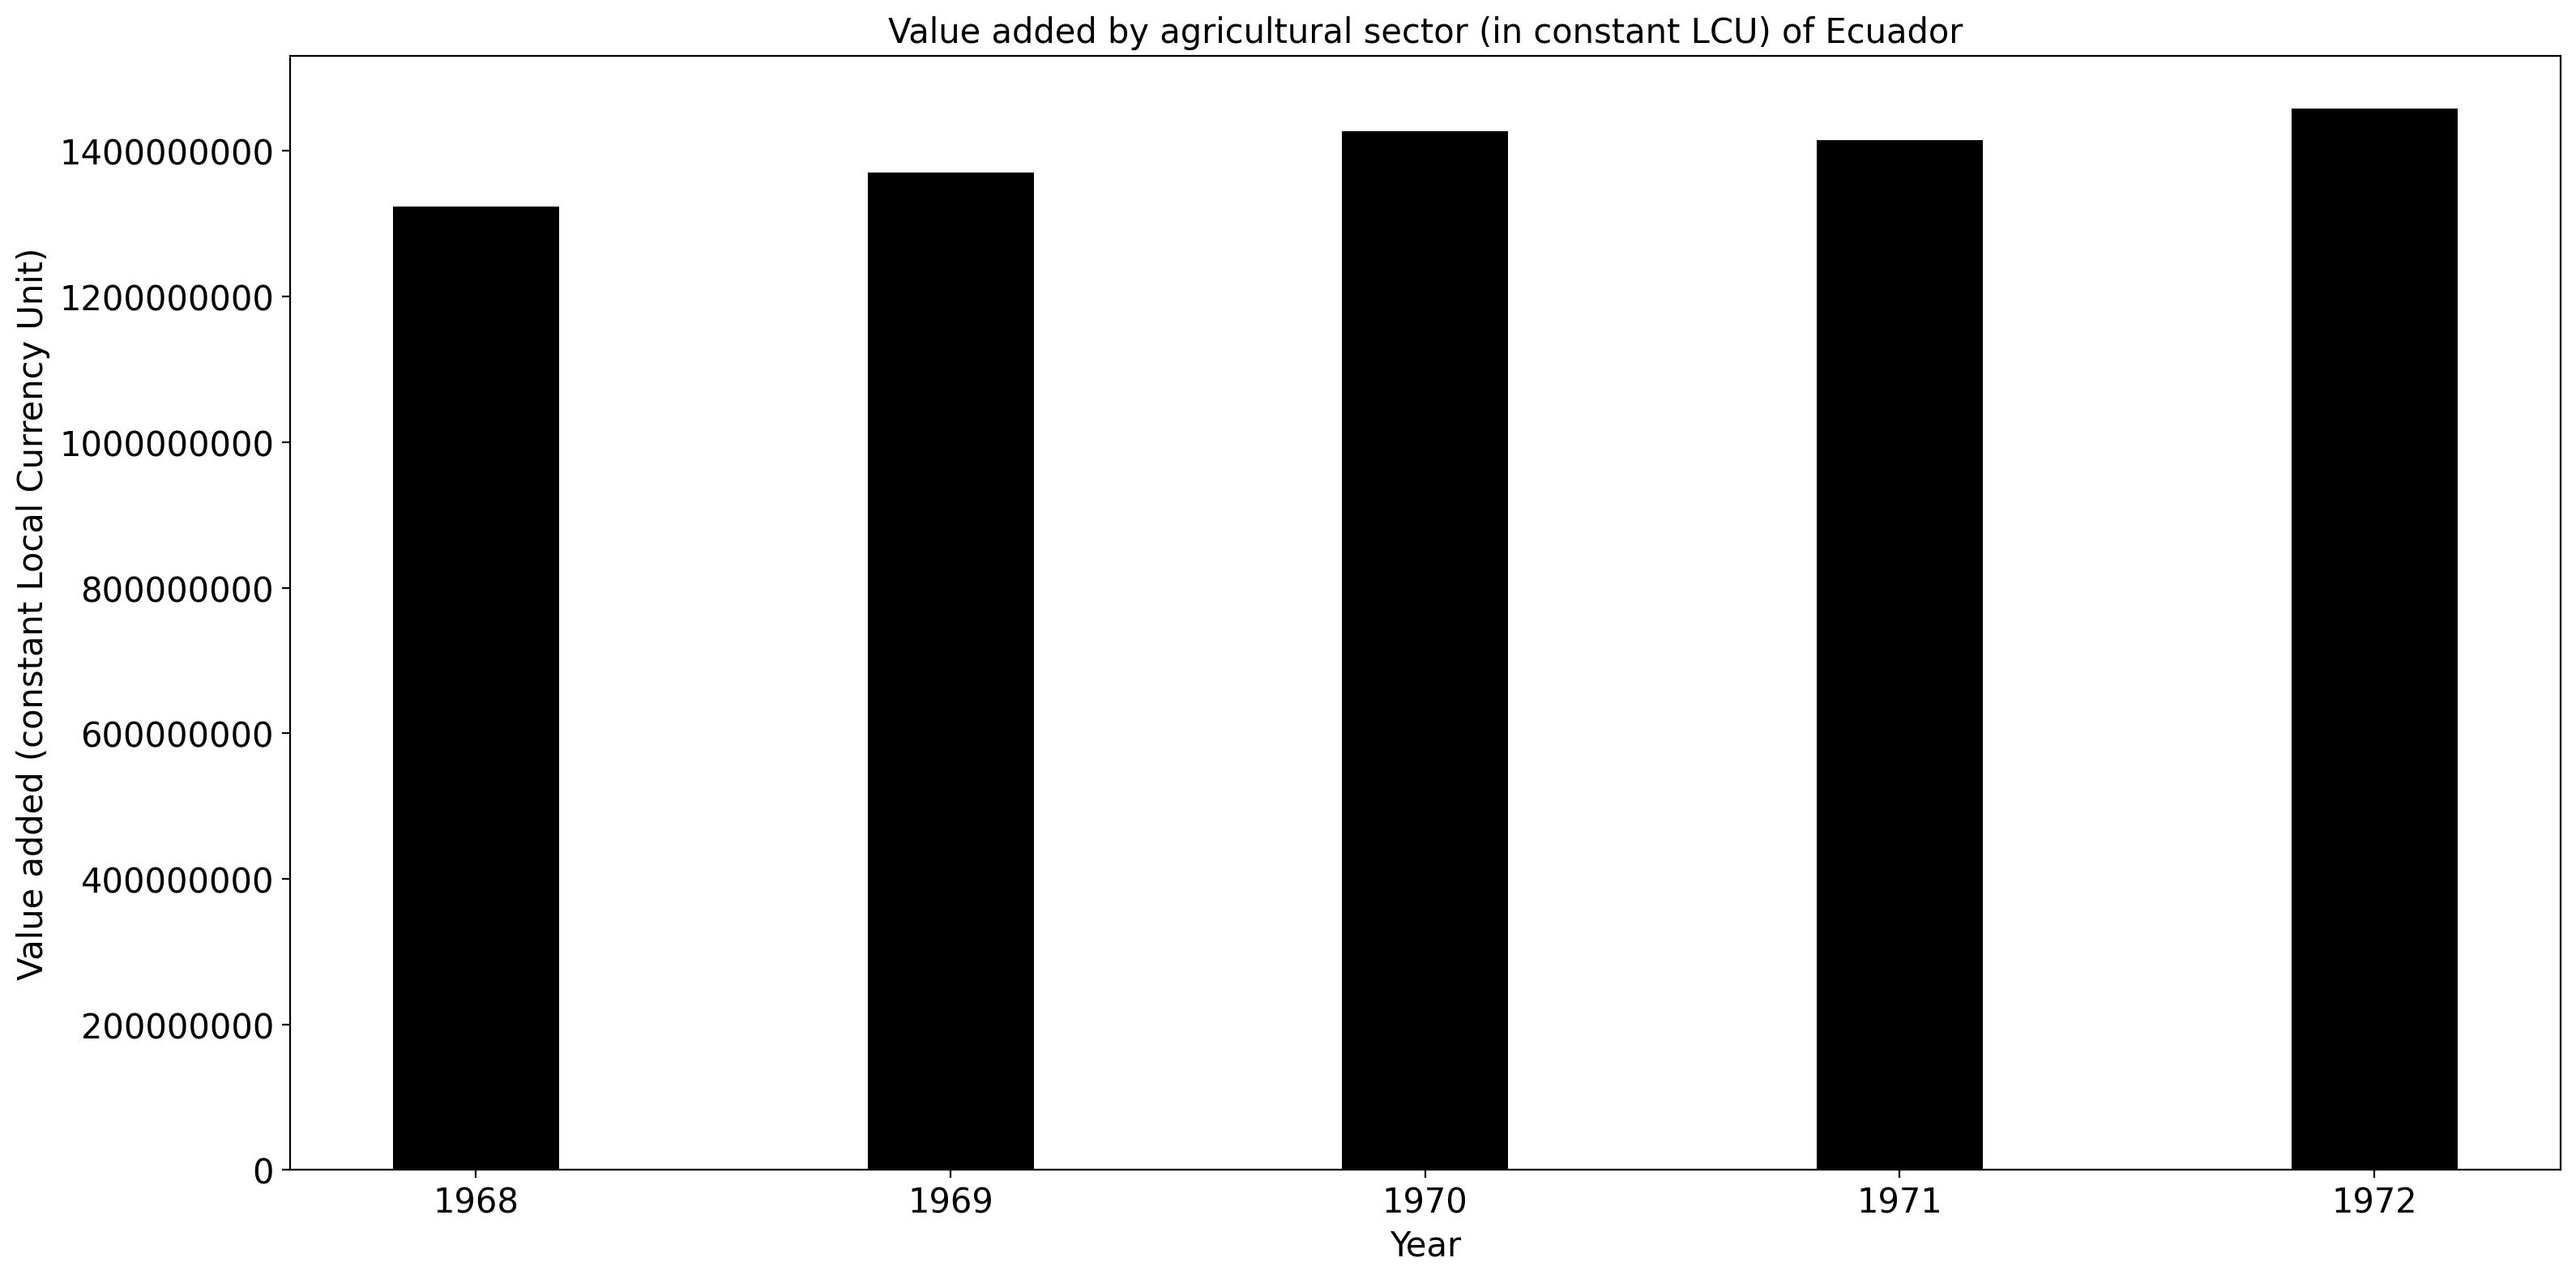 Value added by agricultural sector (in constant LCU) of Ecuador
Value added (constant Local Currency Unit)
1400000000
1200000000
1000000000
800000000
600000000
400000000
200000000
0
1968 1969 1970 1971 1972
Year